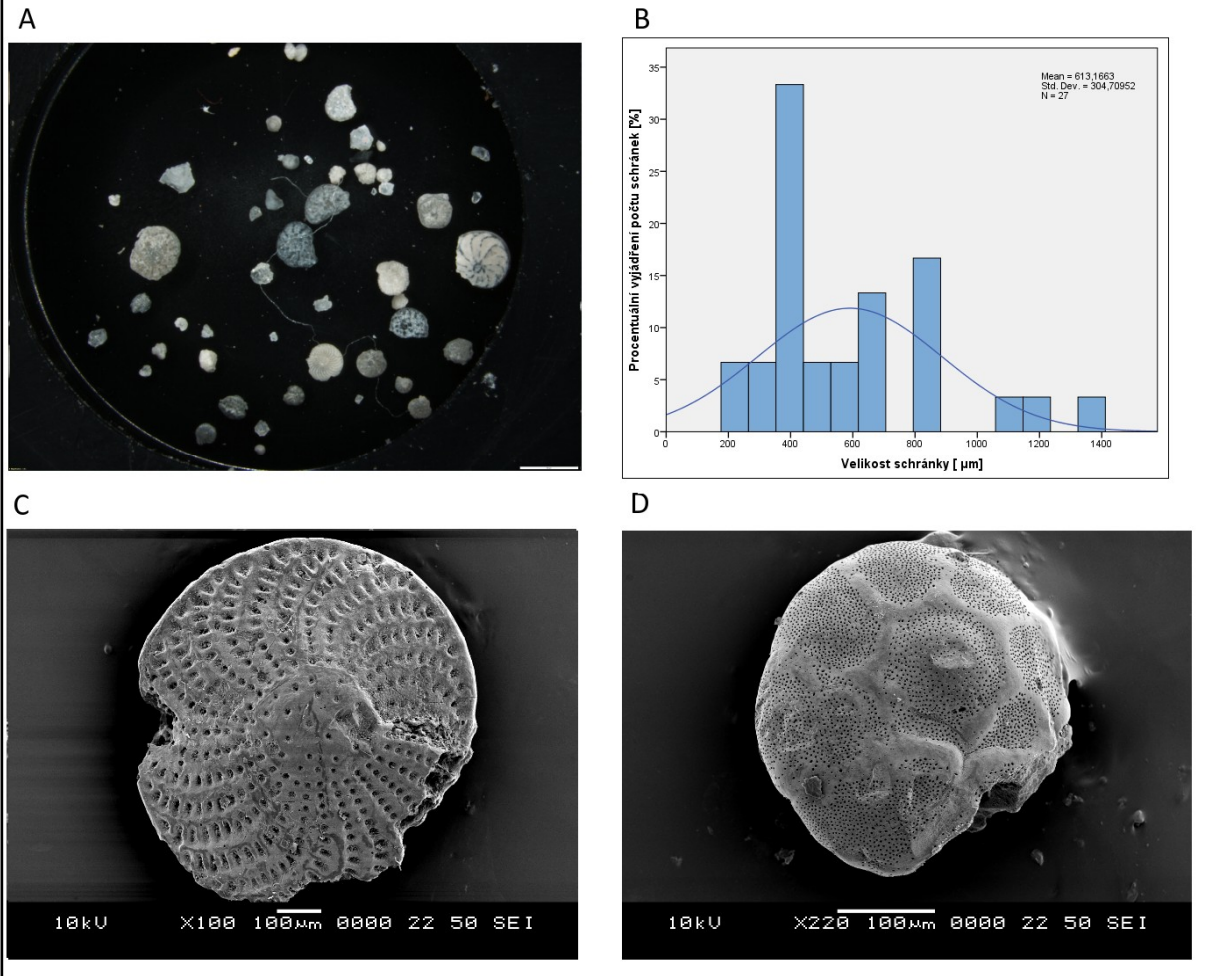 A
B
Mean = 613,1663
Std. Dev. = 304,70952
N = 27
Procentuální vyjádření počtu schránek [%]
35
30
25
20
15
10
5
0
0 200 400 600 800 1000 1200 1400
Velikost schránky [ µm]
C
D
10kV X100 100µm 0000 22 50 SEI
10kV X220 100µm 0000 22 50 SEI